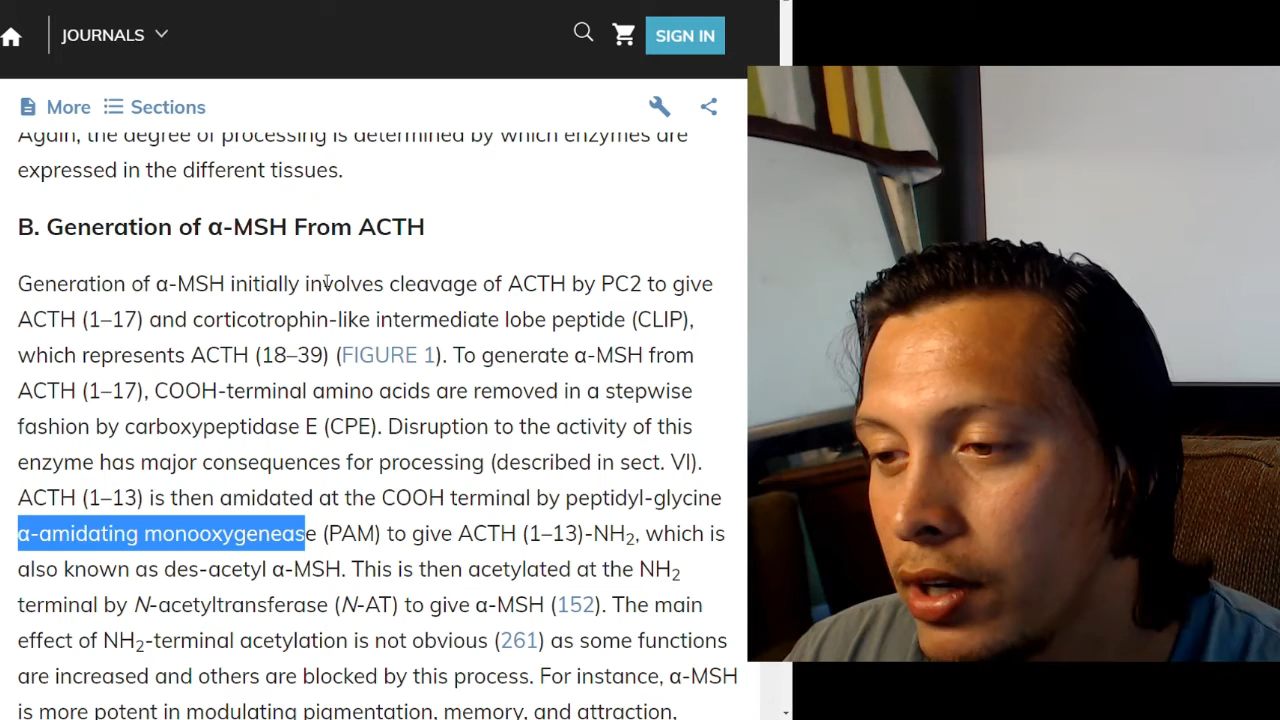 JOURNALS
SIGN IN
More
Sections
Again, the degree of processing is determined by which enzymes are
expressed in the different tissues.
B. Generation of α-MSH From ACTH
Generation of α-MSH initially involves cleavage of ACTH by PC2 to give
ACTH (1–17) and corticotrophin-like intermediate lobe peptide (CLIP),
which represents ACTH (18–39) (FIGURE 1). To generate α-MSH from
ACTH (1–17), COOH-terminal amino acids are removed in a stepwise
fashion by carboxypeptidase E (CPE). Disruption to the activity of this
enzyme has major consequences for processing (described in sect. VI).
ACTH (1–13) is then amidated at the COOH terminal by peptidyl-glycine
α-amidating monooxygenease (PAM) to give ACTH (1–13)-NH₂, which is
also known as des-acetyl α-MSH. This is then acetylated at the NH₂
terminal by N-acetyltransferase (N-AT) to give α-MSH (152). The main
effect of NH₂-terminal acetylation is not obvious (261) as some functions
are increased and others are blocked by this process. For instance, α-MSH
is more potent in modulating pigmentation, memory, and attraction,